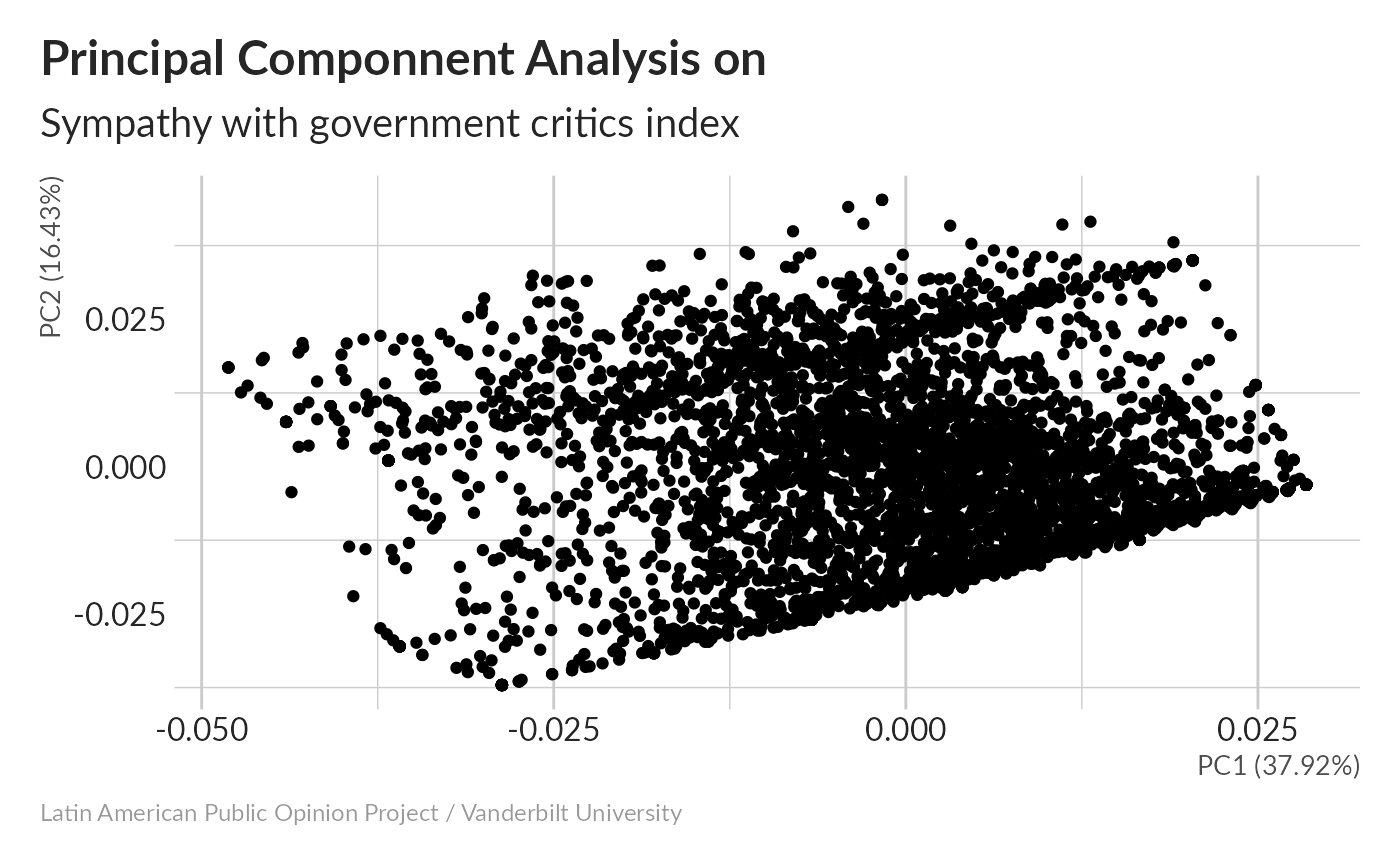 Principal Componnent Analysis on
Sympathy with government critics index
PC2 (16.43%)
0.025
0.000
-0.025
-0.050
-0.025
0.000
0.025
PC1 (37.92%)
Latin American Public Opinion Project / Vanderbilt University